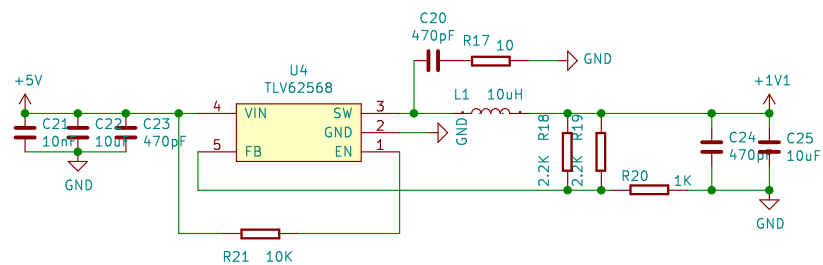 C20
470pF
R17
10
GND
+5V
U4
TLV62568
L1
10uH
+1V1
4
VIN
SW
3
C21
10nF
C22
10uF
C23
470pF
GND
2
GND
R18
2.2K
R19
2.2K
C24
470pF
C25
10uF
5
FB
EN
1
GND
R20
1K
GND
R21
10K